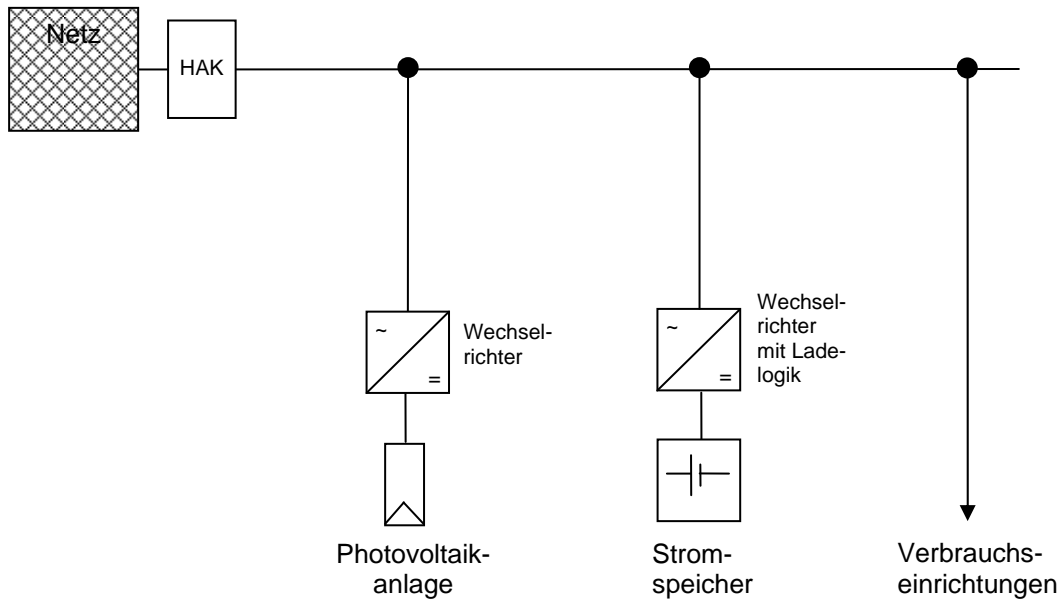 Netz
HAK
~
=
Wechsel-
richter
~
=
Wechsel-
richter
mit Lade-
logik
Photovoltaik-
anlage
Strom-
speicher
Verbrauchs-
einrichtungen